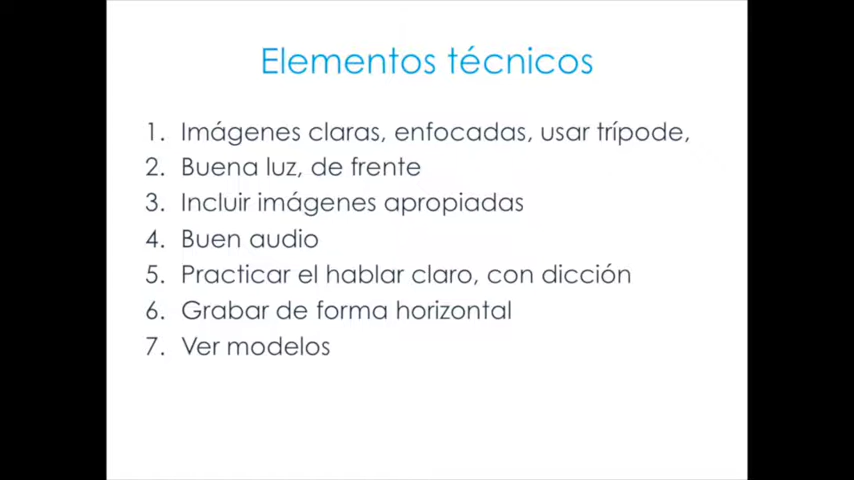 Elementos técnicos
1. Imágenes claras, enfocadas, usar trípode,
2. Buena luz, de frente
3. Incluir imágenes apropiadas
4. Buen audio
5. Practicar el hablar claro, con dicción
6. Grabar de forma horizontal
7. Ver modelos